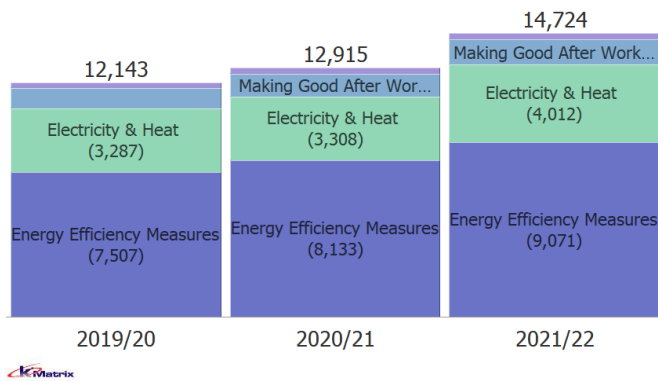 12,143
12,915
14,724
Making Good After Wor...
Making Good After Work...
Electricity & Heat
(3,287)
Electricity & Heat
(3,308)
Electricity & Heat
(4,012)
Energy Efficiency Measures
(7,507)
Energy Efficiency Measures
(8,133)
Energy Efficiency Measures
(9,071)
2019/20
2020/21
2021/22
kMatrix